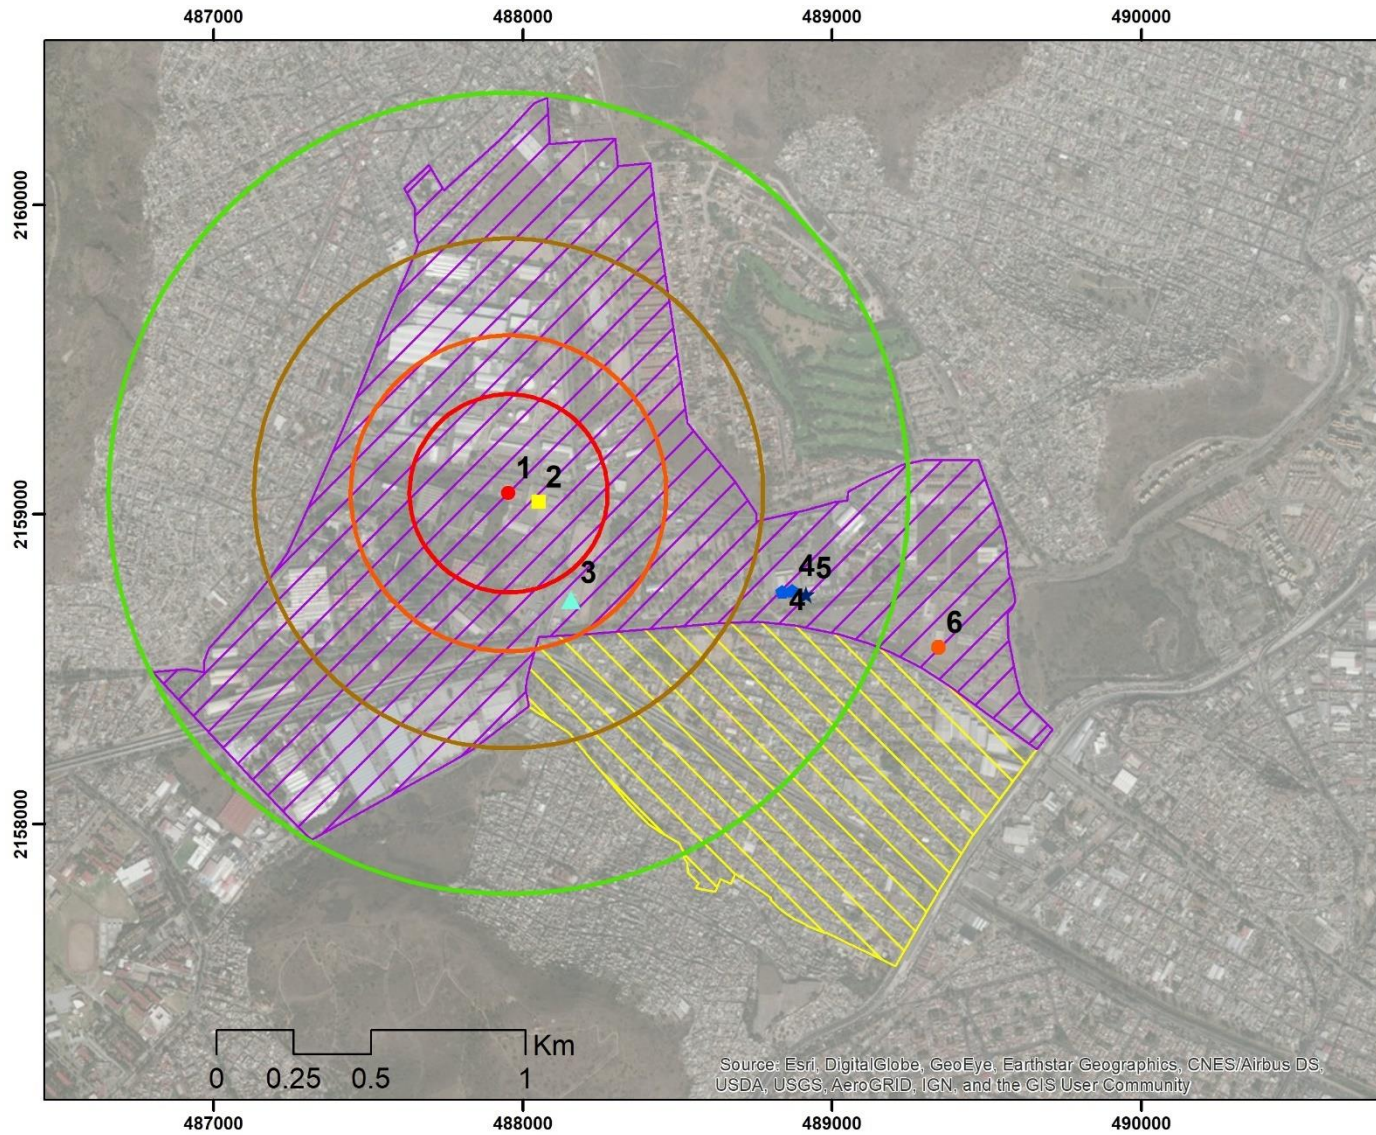 487000 488000 489000 490000
2160000
2159000
2158000
1
2
3
45
4
6
Km
0 0.25 0.5 1
Source: Esri, DigitalGlobe, GeoEye, Earthstar Geographics, CNES/Airbus DS,
USDA, USGS, AeroGRID, IGN, and the GIS User Community
487000 488000 489000 490000